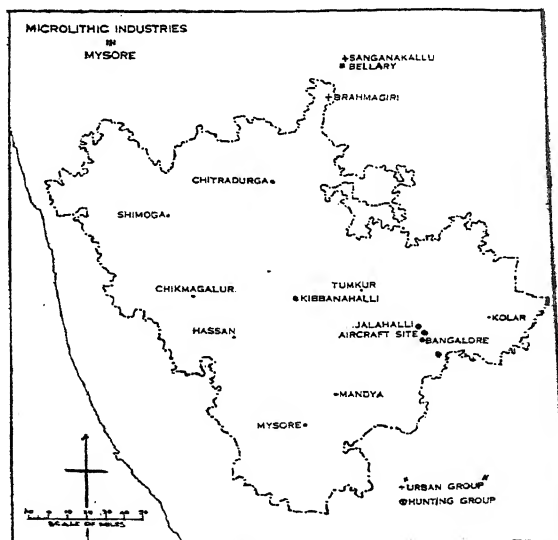 MICROLITHIC INDUSTRIES
IN
MYSORE
+SANGANAKALLU
BELLARY
+BRAHMAGIRI
CHITRADURGA
SHIMOGA
CHIKMAGALUR
TUMKUR
KIBBANAHALLI
HASSAN
KOLAR
JALAHALLI
AIRCRAFT SITE
BANGALORE
MANDYA
MYSORE
+"URBAN GROUP"
HUNTING GROUP
SCALE OF MILES